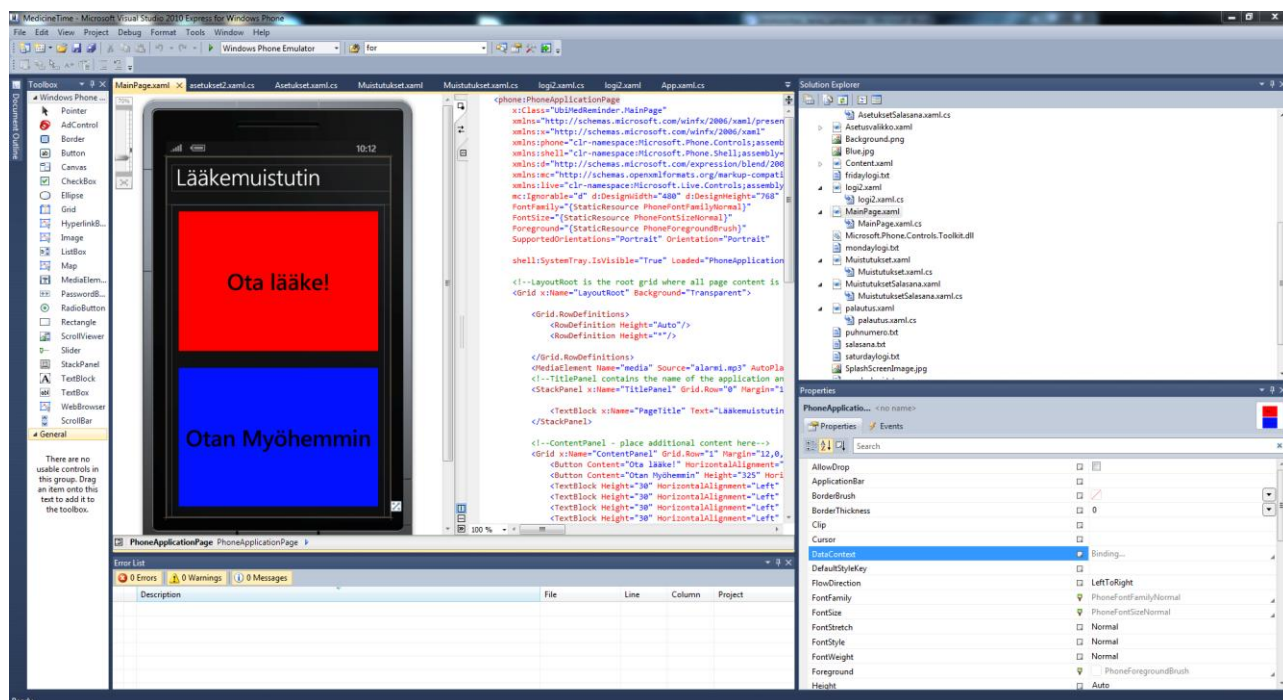 MedicineTime - Microsoft Visual Studio 2010 Express for Windows Phone
File Edit View Project Debug Format Tools Window Help
Windows Phone Emulator for
Document Outline
Toolbox
Windows Phone ...
Pointer
AdControl
Border
Button
Canvas
CheckBox
Ellipse
Grid
HyperlinkB...
Image
ListBox
Map
MediaElem...
PasswordB...
RadioButton
Rectangle
ScrollViewer
Slider
StackPanel
TextBlock
TextBox
WebBrowser
ScrollBar
General
There are no
usable controls in
this group. Drag
an item onto this
text to add it to
the toolbox.
MainPage.xaml asetukset2.xaml.cs Asetukset.xaml.cs Muistutukset.xaml Muistutukset.xaml.cs logi2.xaml.cs logi2.xaml App.xaml.cs
10:12
Lääkemuistutin
Ota lääke!
Otan Myöhemmin
<phone:PhoneApplicationPage
x:Class="UbiMedReminder.MainPage"
xmlns="http://schemas.microsoft.com/winfx/2006/xaml/presen
xmlns:x="http://schemas.microsoft.com/winfx/2006/xaml"
xmlns:phone="clr-namespace:Microsoft.Phone.Controls;assemb
xmlns:shell="clr-namespace:Microsoft.Phone.Shell;assembly=
xmlns:d="http://schemas.microsoft.com/expression/blend/200
xmlns:mc="http://schemas.openxmlformats.org/markup-compati
xmlns:live="clr-namespace:Microsoft.Live.Controls;assembly
mc:Ignorable="d" d:DesignWidth="480" d:DesignHeight="768"
FontFamily="{StaticResource PhoneFontFamilyNormal}"
FontSize="{StaticResource PhoneFontSizeNormal}"
Foreground="{StaticResource PhoneForegroundBrush}"
SupportedOrientations="Portrait" Orientation="Portrait"
shell:SystemTray.IsVisible="True" Loaded="PhoneApplication
<!--LayoutRoot is the root grid where all page content is
<Grid x:Name="LayoutRoot" Background="Transparent">
<Grid.RowDefinitions>
<RowDefinition Height="Auto"/>
<RowDefinition Height="*"/>
</Grid.RowDefinitions>
<MediaElement Name="media" Source="alarmi.mp3" AutoPla
<!--TitlePanel contains the name of the application an
<StackPanel x:Name="TitlePanel" Grid.Row="0" Margin="1
<TextBlock x:Name="PageTitle" Text="Lääkemuistutin
</StackPanel>
<!--ContentPanel - place additional content here-->
<Grid x:Name="ContentPanel" Grid.Row="1" Margin="12,0,
<Button Content="Ota lääke!" HorizontalAlignment="
<Button Content="Otan Myöhemmin" Height="325" Hori
<TextBlock Height="30" HorizontalAlignment="Left"
<TextBlock Height="30" HorizontalAlignment="Left"
<TextBlock Height="30" HorizontalAlignment="Left"
<TextBlock Height="30" HorizontalAlignment="Left"
100 %
PhoneApplicationPage PhoneApplicationPage
Error List
0 Errors 0 Warnings 0 Messages
Description File Line Column Project
Solution Explorer
AsetuksetSalasana.xaml.cs
Asetusvalikko.xaml
Background.png
Blue.jpg
Content.xaml
fridaylogi.txt
logi2.xaml
logi2.xaml.cs
MainPage.xaml
MainPage.xaml.cs
Microsoft.Phone.Controls.Toolkit.dll
mondaylogi.txt
Muistutukset.xaml
Muistutukset.xaml.cs
MuistutuksetSalasana.xaml
MuistutuksetSalasana.xaml.cs
palautus.xaml
palautus.xaml.cs
puhnumero.txt
salasana.txt
saturdaylogi.txt
SplashScreenImage.jpg
Properties
PhoneApplicatio... <no name>
Properties Events
Search
AllowDrop
ApplicationBar
BorderBrush
BorderThickness 0
Clip
Cursor
DataContext Binding...
DefaultStyleKey
FlowDirection LeftToRight
FontFamily PhoneFontFamilyNormal
FontSize PhoneFontSizeNormal
FontStretch Normal
FontStyle Normal
FontWeight Normal
Foreground PhoneForegroundBrush
Height Auto